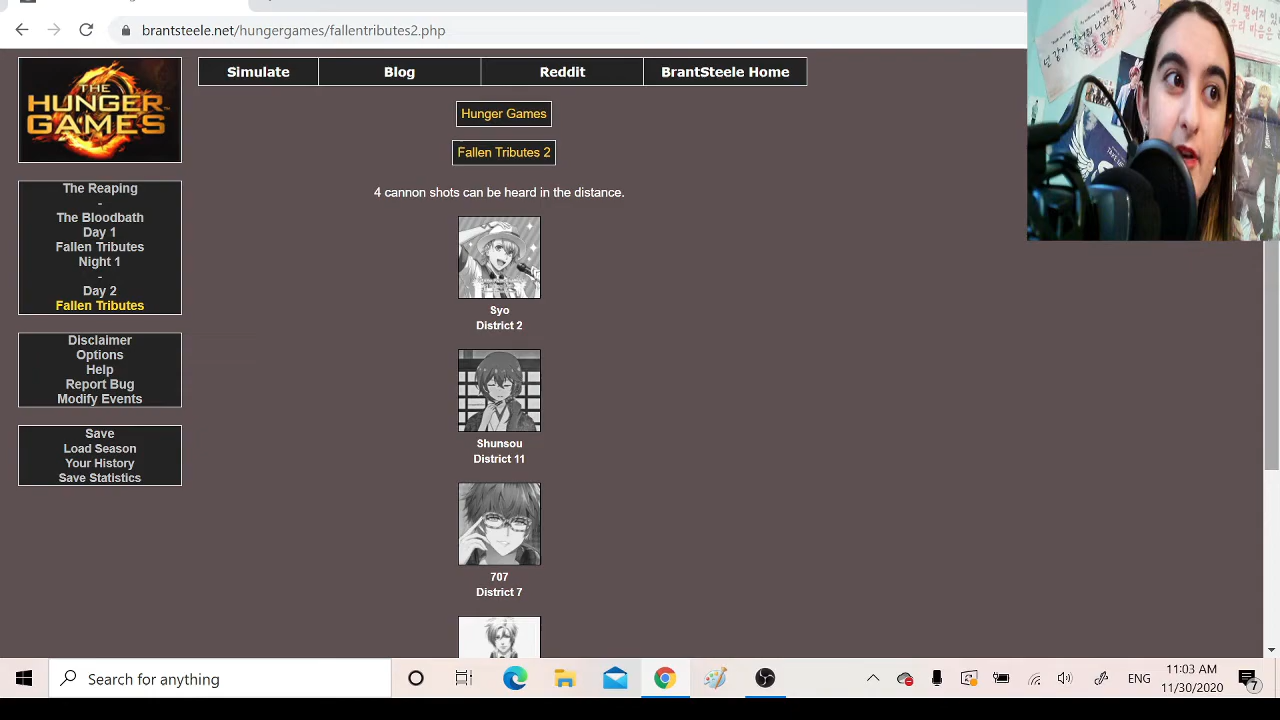 brantsteele.net/hungergames/fallentributes2.php
THE
HUNGER
GAMES
Simulate
Blog
Reddit
BrantSteele Home
Hunger Games
Fallen Tributes 2
4 cannon shots can be heard in the distance.
The Reaping
-
The Bloodbath
Day 1
Fallen Tributes
Night 1
-
Day 2
Fallen Tributes
Disclaimer
Options
Help
Report Bug
Modify Events
Save
Load Season
Your History
Save Statistics
Syo
District 2
Shunsou
District 11
707
District 7
Search for anything
ENG
11:03 AM
11/30/2020
7